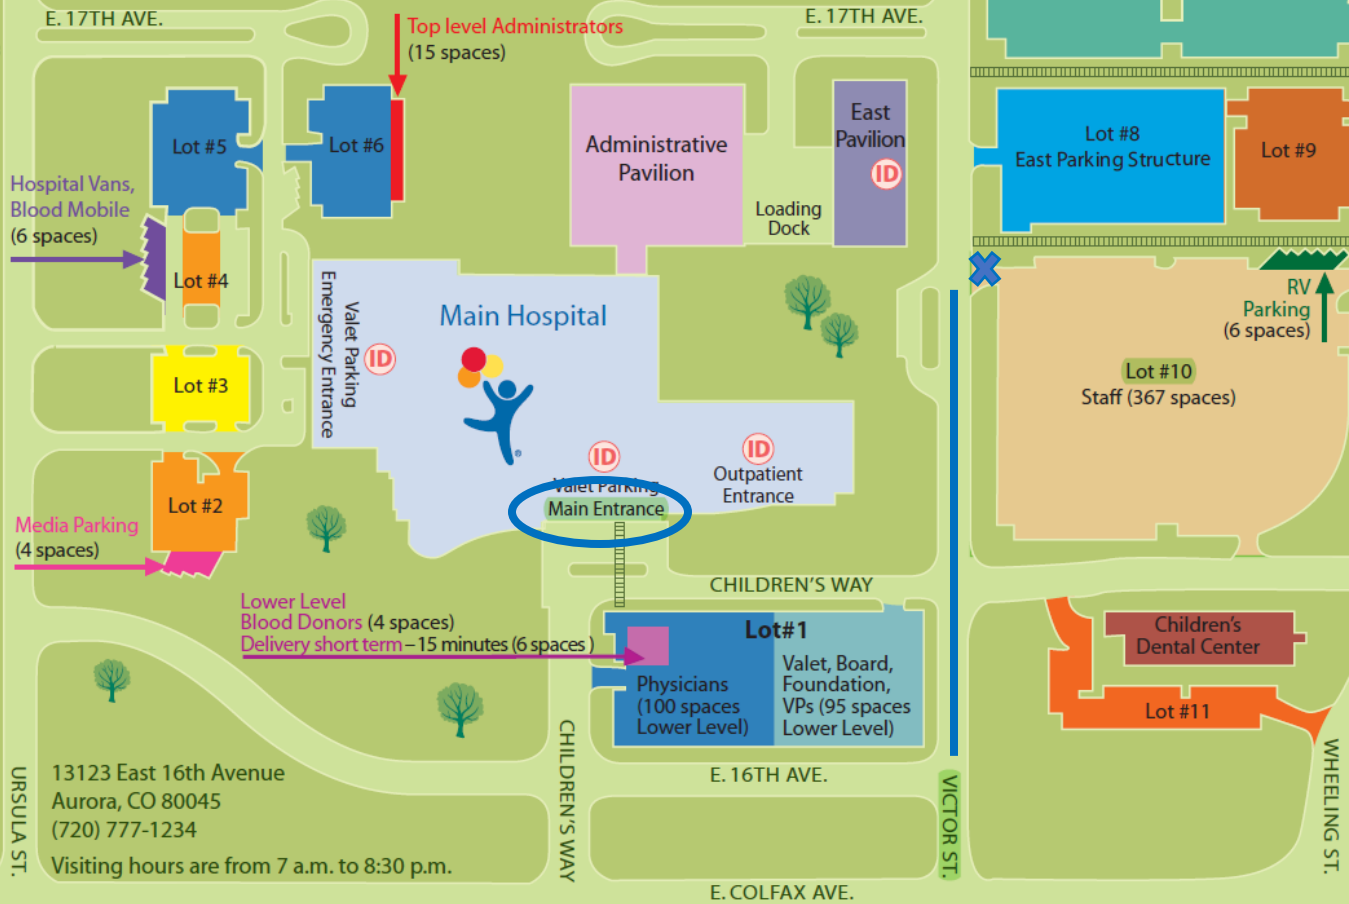 E. 17TH AVE.
Top level Administrators
(15 spaces)
E. 17TH AVE.
Lot #5
Lot #6
Administrative
Pavilion
East
Pavilion
ID
Loading
Dock
Lot #8
East Parking Structure
Lot #9
Hospital Vans,
Blood Mobile
(6 spaces)
Lot #4
Valet Parking
Emergency Entrance
ID
Main Hospital
®
RV
Parking
(6 spaces)
Lot #10
Staff (367 spaces)
Lot #3
ID
Valet Parking
Main Entrance
ID
Outpatient
Entrance
Lot #2
Media Parking
(4 spaces)
CHILDREN'S WAY
Lower Level
Blood Donors (4 spaces)
Delivery short term–15 minutes (6 spaces )
Lot#1
Physicians
(100 spaces
Lower Level)
Valet, Board,
Foundation,
VPs (95 spaces
Lower Level)
Children's
Dental Center
Lot #11
E. 16TH AVE.
CHILDREN'S WAY
VICTOR ST.
WHEELING ST.
URSULA ST.
13123 East 16th Avenue
Aurora, CO 80045
(720) 777-1234
Visiting hours are from 7 a.m. to 8:30 p.m.
E. COLFAX AVE.